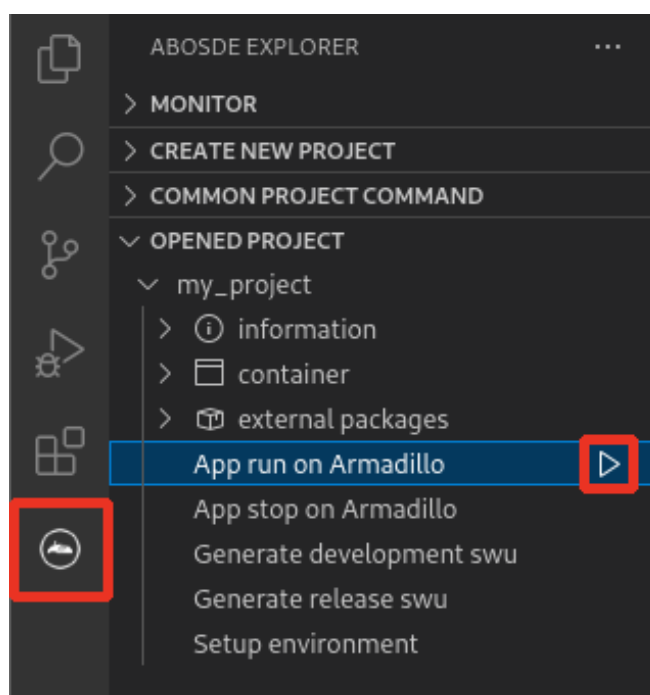 ABOSDE EXPLORER
MONITOR
CREATE NEW PROJECT
COMMON PROJECT COMMAND
OPENED PROJECT
my_project
information
container
external packages
App run on Armadillo
App stop on Armadillo
Generate development swu
Generate release swu
Setup environment